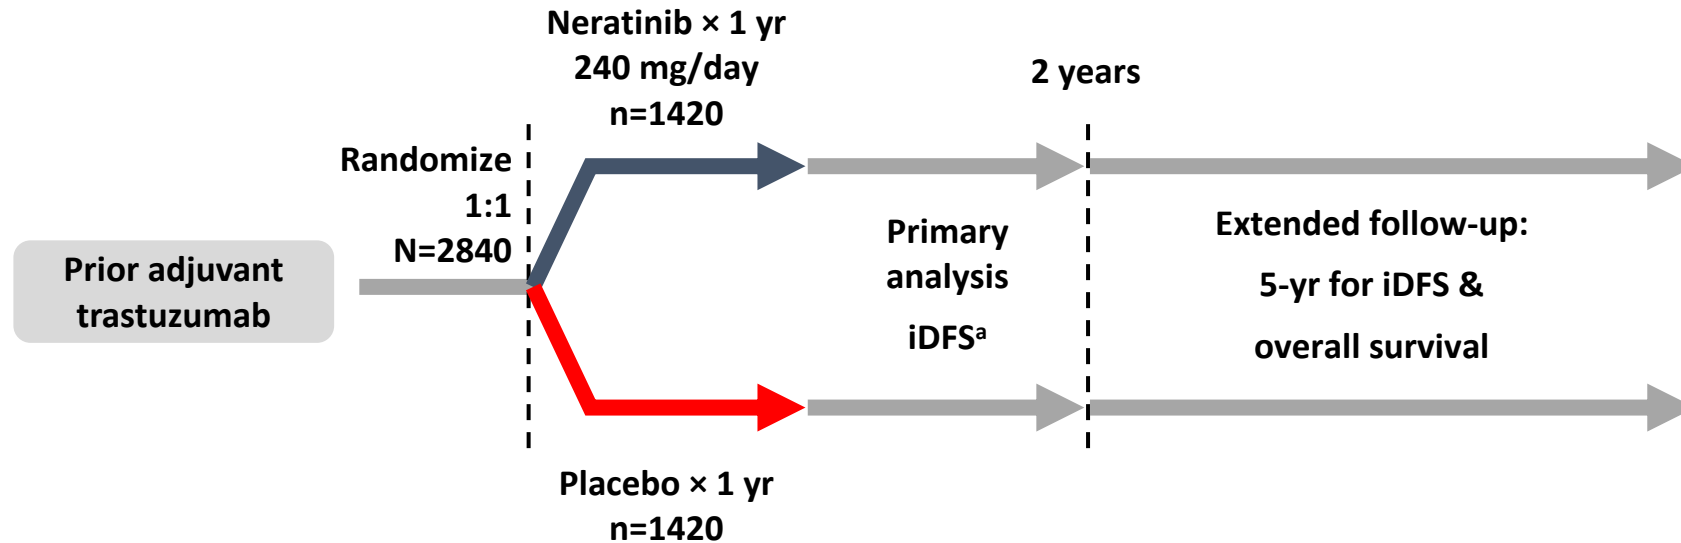 Neratinib × 1 yr
240 mg/day
n=1420
2 years
Randomize
1:1
N=2840
Prior adjuvant
trastuzumab
Primary
analysis
iDFSᵃ
Extended follow-up:
5-yr for iDFS &
overall survival
Placebo × 1 yr
n=1420